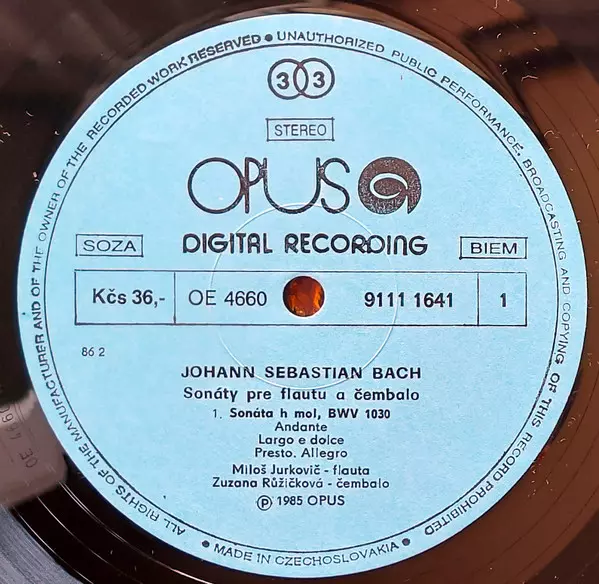 ALL RIGHTS OF THE MANUFACTURER AND OF THE OWNER OF THE RECORDED WORK RESERVED ● UNAUTHORIZED PUBLIC PERFORMANCE, BROADCASTING AND COPYING OF THIS RECORD PROHIBITED
● MADE IN CZECHOSLOVAKIA ●
33
STEREO
OPUS
DIGITAL RECORDING
SOZA
BIEM
Kčs 36,- OE 4660 9111 1641 1
86 2
JOHANN SEBASTIAN BACH
Sonáty pre flautu a čembalo
1. Sonáta h mol, BWV 1030
Andante
Largo e dolce
Presto. Allegro
Miloš Jurkovič - flauta
Zuzana Růžičková - čembalo
Ⓟ 1985 OPUS